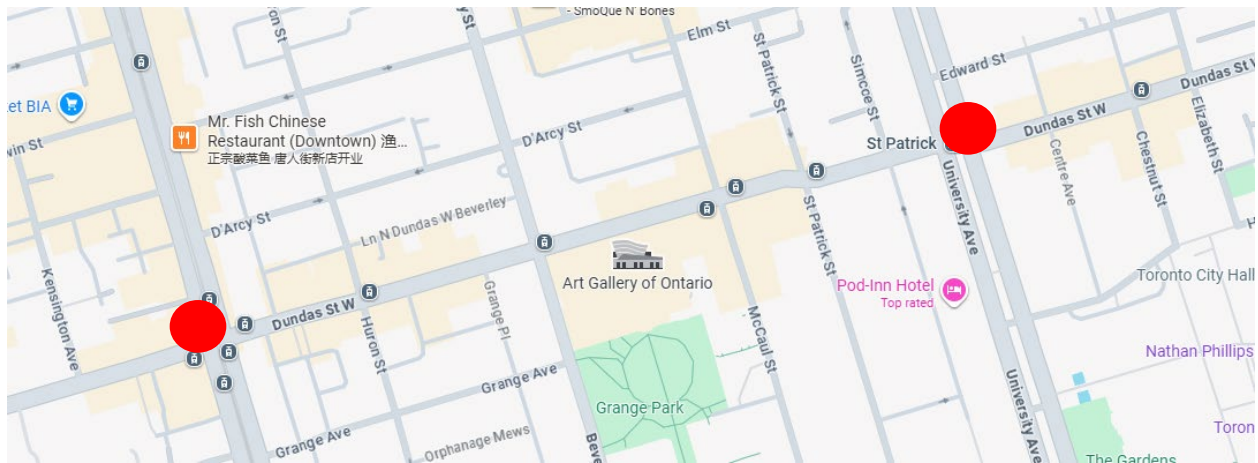 - SmoQue N' Bones
Elm St
St Patrick St
Simcoe St
Edward St
Dundas St W
Elizabeth St
et BIA
Mr. Fish Chinese
Restaurant (Downtown) 渔...
正宗酸菜鱼 唐人街新店开业
D'Arcy St
St Patrick
Dundas St W
Centre Ave
Chestnut St
D'Arcy St
Ln N Dundas W Beverley
University Ave
St Patrick St
Kensington Ave
Art Gallery of Ontario
Pod-Inn Hotel
Top rated
Toronto City Hall
Dundas St W
Huron St
Grange Pl
McCaul St
Nathan Phillips
Grange Ave
University Ave
Grange Park
Grange Ave
Orphanage Mews
The Gardens